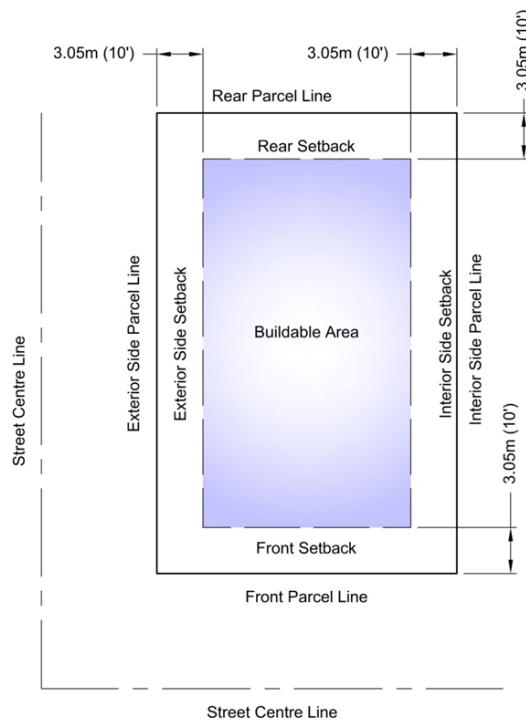 3.05m (10')
3.05m (10')
3.05m (10')
Rear Parcel Line
Rear Setback
Street Centre Line
Exterior Side Parcel Line
Exterior Side Setback
Buildable Area
Interior Side Setback
Interior Side Parcel Line
3.05m (10')
Front Setback
Front Parcel Line
Street Centre Line